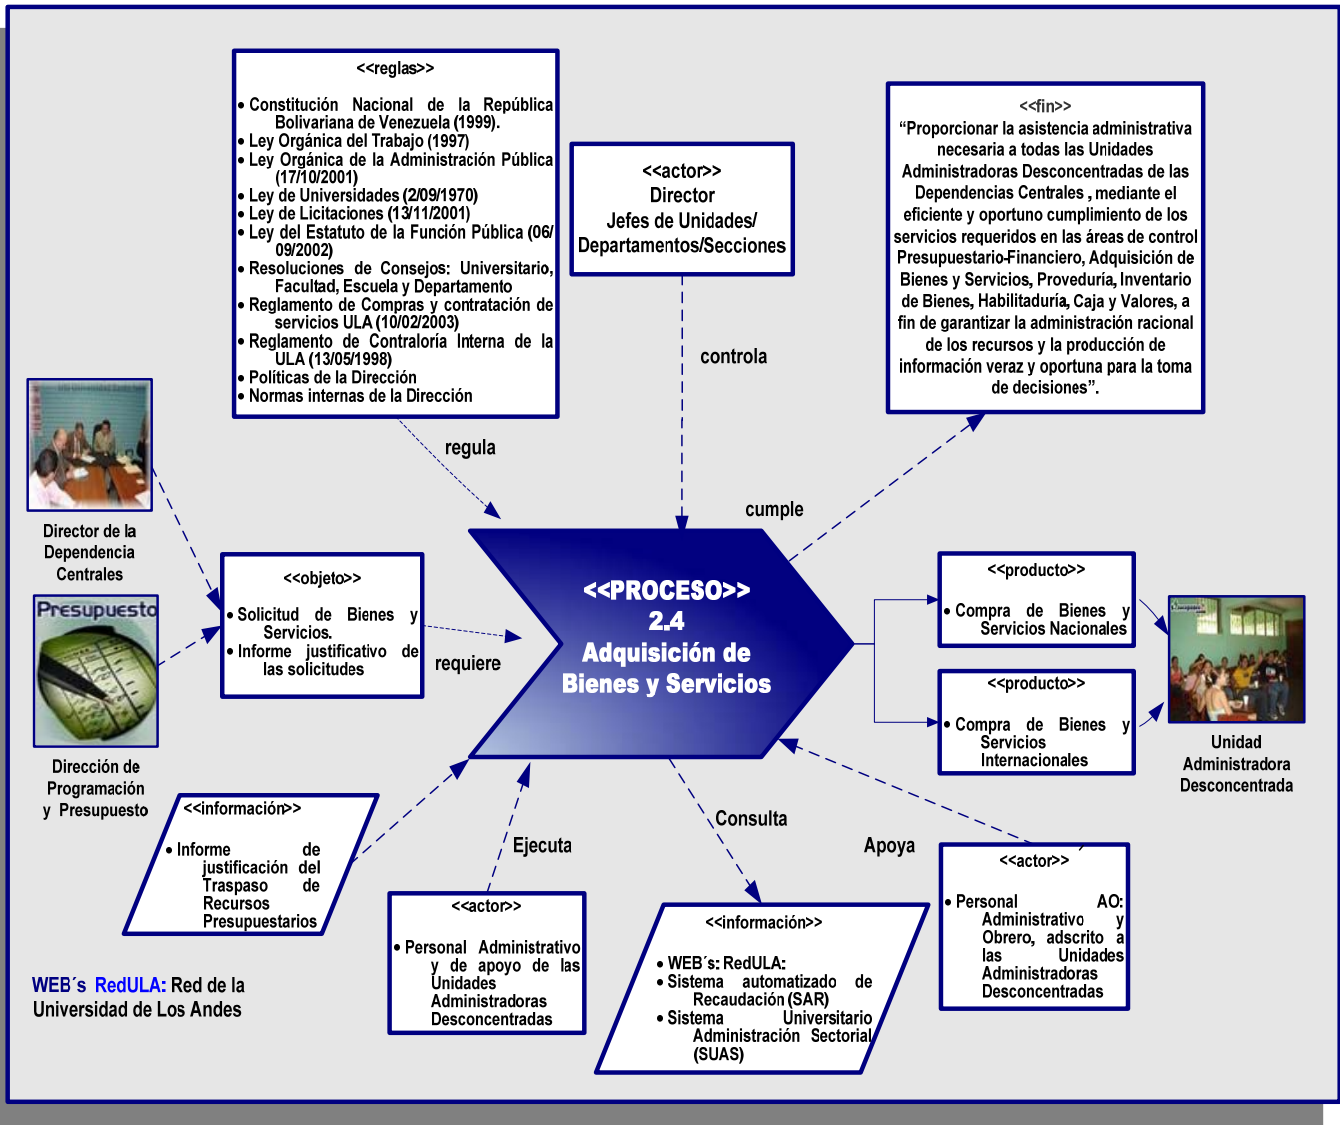 <<reglas>>
• Constitución Nacional de la República
Bolivariana de Venezuela (1999).
• Ley Orgánica del Trabajo (1997)
• Ley Orgánica de la Administración Pública
(17/10/2001)
• Ley de Universidades (2/09/1970)
• Ley de Licitaciones (13/11/2001)
• Ley del Estatuto de la Función Pública (06/
09/2002)
• Resoluciones de Consejos: Universitario,
Facultad, Escuela y Departamento
• Reglamento de Compras y contratación de
servicios ULA (10/02/2003)
• Reglamento de Contraloría Interna de la
ULA (13/05/1998)
• Políticas de la Dirección
• Normas internas de la Dirección
regula
<<actor>>
Director
Jefes de Unidades/
Departamentos/Secciones
controla
<<fin>>
“Proporcionar la asistencia administrativa
necesaria a todas las Unidades
Administradoras Desconcentradas de las
Dependencias Centrales , mediante el
eficiente y oportuno cumplimiento de los
servicios requeridos en las áreas de control
Presupuestario-Financiero, Adquisición de
Bienes y Servicios, Proveduría, Inventario
de Bienes, Habilitaduría, Caja y Valores, a
fin de garantizar la administración racional
de los recursos y la producción de
información veraz y oportuna para la toma
de decisiones”.
cumple
Director de la
Dependencia
Centrales
Presupuesto
Dirección de
Programación
y Presupuesto
<<objeto>>
• Solicitud de Bienes y
Servicios.
• Informe justificativo de
las solicitudes
requiere
<<PROCESO>>
2.4
Adquisición de
Bienes y Servicios
<<producto>>
• Compra de Bienes y
Servicios Nacionales
<<producto>>
• Compra de Bienes y
Servicios
Internacionales
Unidad
Administradora
Desconcentrada
<<información>>
• Informe de
justificación del
Traspaso de
Recursos
Presupuestarios
Ejecuta
<<actor>>
• Personal Administrativo
y de apoyo de las
Unidades
Administradoras
Desconcentradas
Consulta
<<información>>
• WEB's: RedULA:
• Sistema automatizado de
Recaudación (SAR)
• Sistema Universitario
Administración Sectorial
(SUAS)
Apoya
<<actor>>
• Personal AO:
Administrativo y
Obrero, adscrito a
las Unidades
Administradoras
Desconcentradas
WEB´s RedULA: Red de la
Universidad de Los Andes